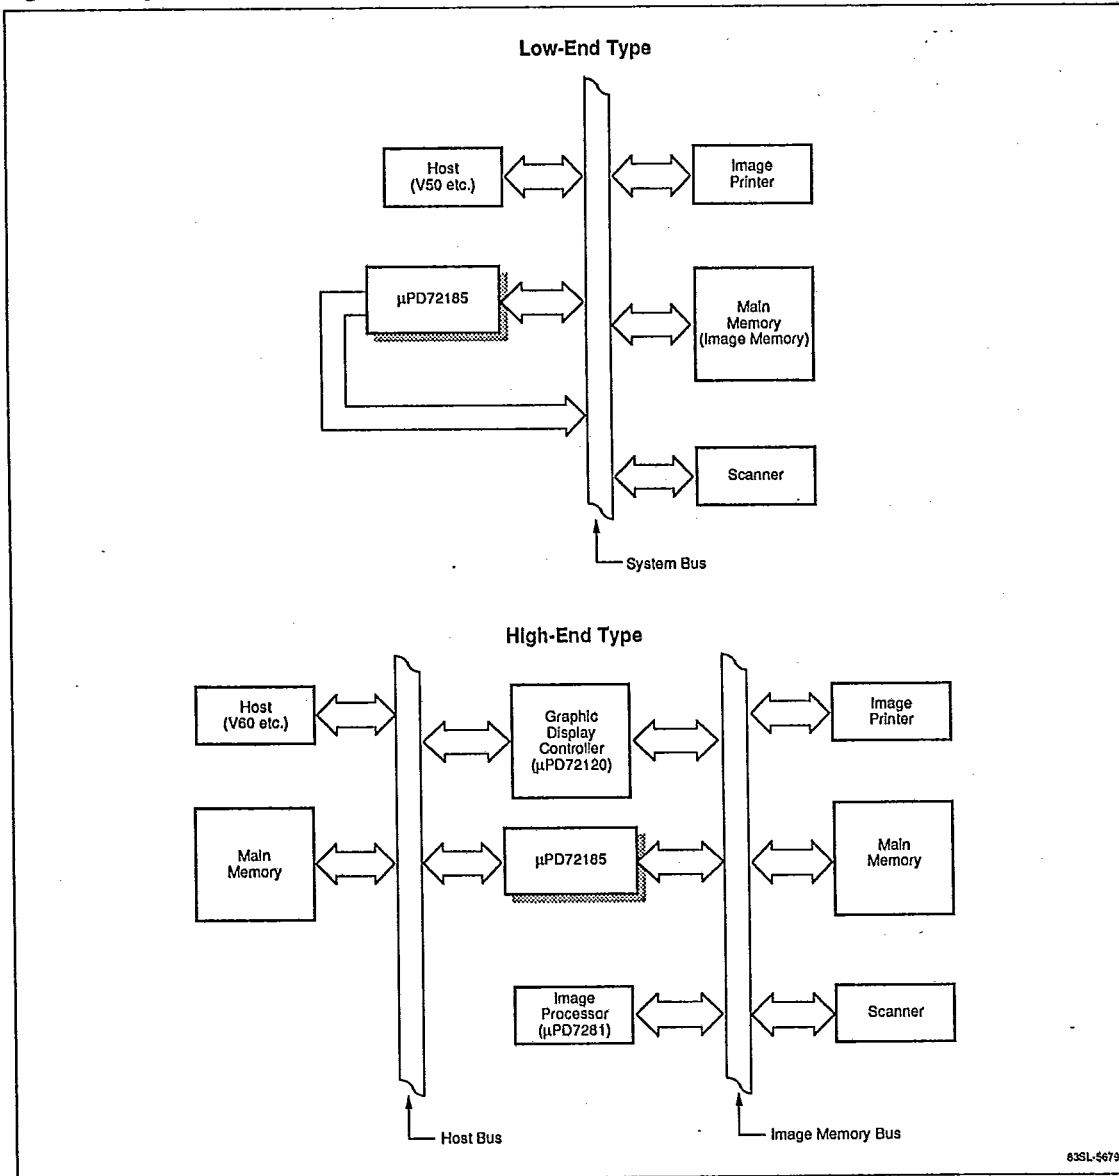 Low-End Type
Host
(V50 etc.)
Image
Printer
µPD72185
Main
Memory
(Image Memory)
Scanner
System Bus
High-End Type
Host
(V60 etc.)
Graphic
Display
Controller
(µPD72120)
Image
Printer
Main
Memory
µPD72185
Main
Memory
Image
Processor
(µPD7281)
Scanner
Host Bus
Image Memory Bus
83SL-5679